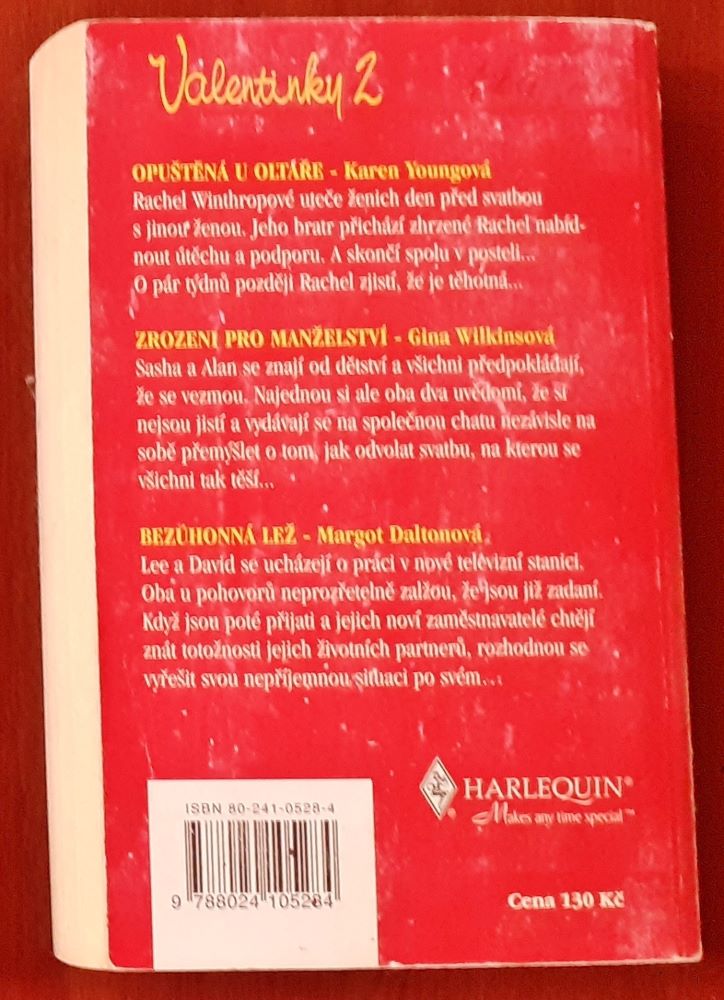 Valentinky 2
OPUŠTĚNÁ U OLTÁŘE - Karen Youngová
Rachel Winthropové uteče ženich den před svatbou
s jinou ženou. Jeho bratr přichází zhrzené Rachel nabíd-
nout útěchu a podporu. A skončí spolu v posteli...
O pár týdnů později Rachel zjistí, že je těhotná...
ZROZENI PRO MANŽELSTVÍ - Gina Wilkinsová
Sasha a Alan se znají od dětství a všichni předpokládají,
že se vezmou. Najednou si ale oba dva uvědomí, že si
nejsou jistí a vydávají se na společnou chatu nezávisle na
sobě přemýšlet o tom, jak odvolat svatbu, na kterou se
všichni tak těší...
BEZÚHONNÁ LEŽ - Margot Daltonová
Lee a David se ucházejí o práci v nové televizní stanici.
Oba u pohovorů neprozřetelně zalžou, že jsou již zadaní.
Když jsou poté přijati a jejich noví zaměstnavatelé chtějí
znát totožnosti jejich životních partnerů, rozhodnou se
vyřešit svou nepříjemnou situaci po svém...
HARLEQUIN®
Makes any time special™
ISBN 80-241-0528-4
9 788024 105284
Cena 130 Kč